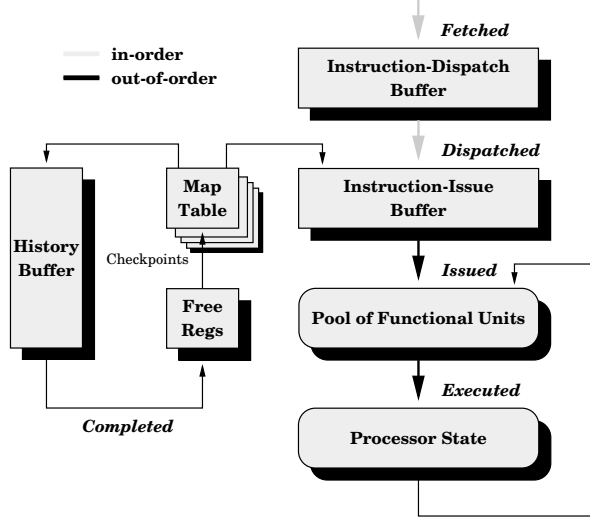 Fetched
in-order
out-of-order
Instruction-Dispatch
Buffer
Dispatched
Map
Table
Instruction-Issue
Buffer
History
Buffer
Checkpoints
Issued
Free
Regs
Pool of Functional Units
Executed
Completed
Processor State